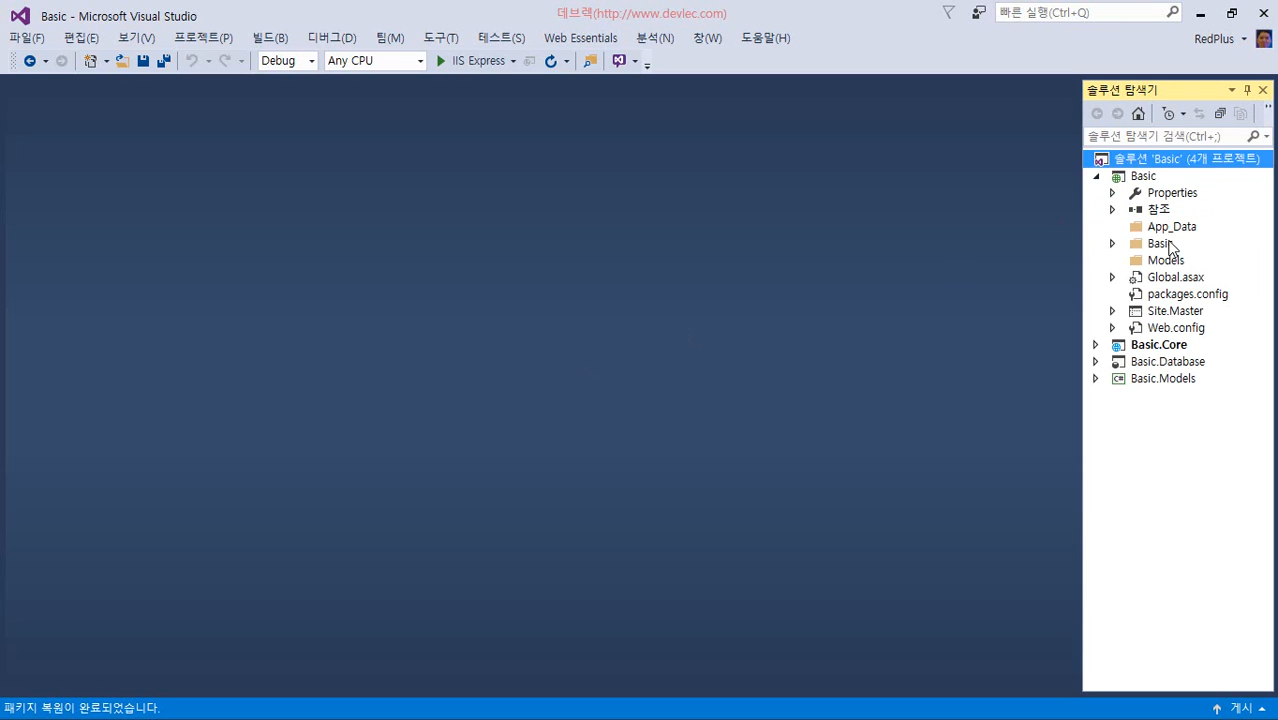 Basic - Microsoft Visual Studio
데브렉(http://www.devlec.com)
빠른 실행(Ctrl+Q)
파일(F) 편집(E) 보기(V) 프로젝트(P) 빌드(B) 디버그(D) 팀(M) 도구(T) 테스트(S) Web Essentials 분석(N) 창(W) 도움말(H)
RedPlus
Debug Any CPU IIS Express
솔루션 탐색기
솔루션 탐색기 검색(Ctrl+;)
솔루션 'Basic' (4개 프로젝트)
Basic
Properties
참조
App_Data
Basic
Models
Global.asax
packages.config
Site.Master
Web.config
Basic.Core
Basic.Database
C# Basic.Models
패키지 복원이 완료되었습니다.
게시